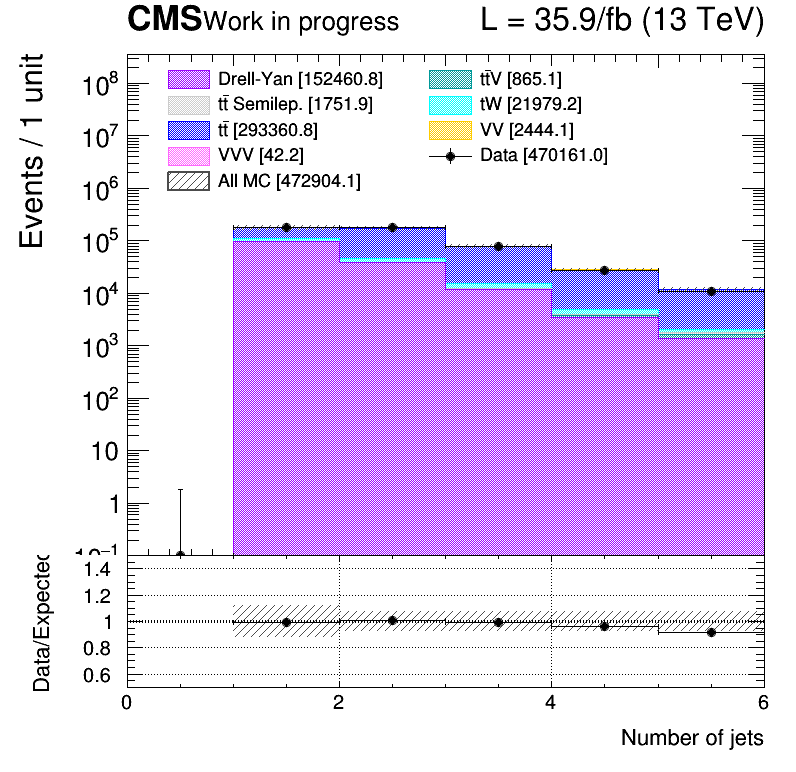 CMS Work in progress L = 35.9/fb (13 TeV)
Events / 1 unit
Drell-Yan [152460.8] tt̄V [865.1]
tt̄ Semilep. [1751.9] tW [21979.2]
tt̄ [293360.8] VV [2444.1]
VVV [42.2] Data [470161.0]
All MC [472904.1]
10⁸
10⁷
10⁶
10⁵
10⁴
10³
10²
10
1
10⁻¹
Data/Expected
1.4
1.2
1
0.8
0.6
0 2 4 6
Number of jets